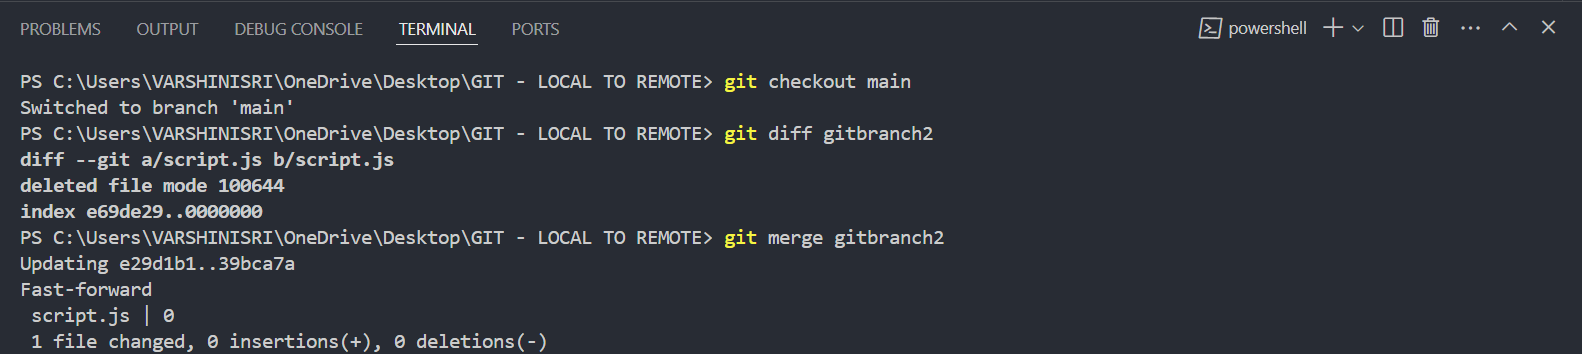 PROBLEMS OUTPUT DEBUG CONSOLE TERMINAL PORTS powershell
PS C:\Users\VARSHINISRI\OneDrive\Desktop\GIT - LOCAL TO REMOTE> git checkout main
Switched to branch 'main'
PS C:\Users\VARSHINISRI\OneDrive\Desktop\GIT - LOCAL TO REMOTE> git diff gitbranch2
diff --git a/script.js b/script.js
deleted file mode 100644
index e69de29..0000000
PS C:\Users\VARSHINISRI\OneDrive\Desktop\GIT - LOCAL TO REMOTE> git merge gitbranch2
Updating e29d1b1..39bca7a
Fast-forward
 script.js | 0
 1 file changed, 0 insertions(+), 0 deletions(-)